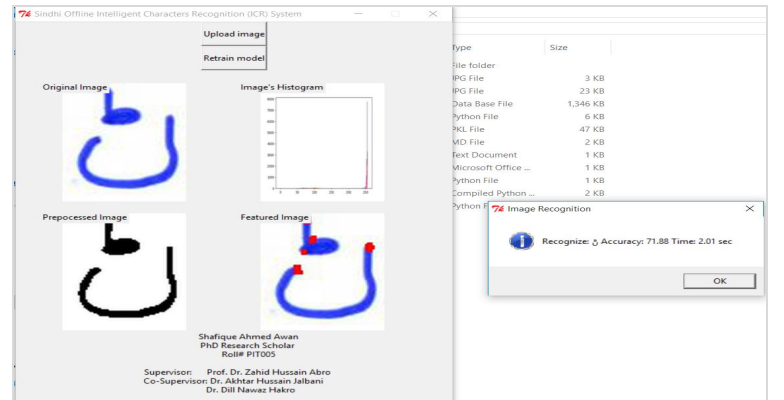 Sindhi Offline Intelligent Characters Recognition (ICR) System
Upload image
Retrain model
Original Image
Image's Histogram
ڻ
Prepocessed Image
Featured Image
ڻ
ڻ
Shafique Ahmed Awan
PhD Research Scholar
Roll# PIT005
Supervisor: Prof. Dr. Zahid Hussain Abro
Co-Supervisor: Dr. Akhtar Hussain Jalbani
Dr. Dill Nawaz Hakro
Type Size
File folder
JPG File 3 KB
JPG File 23 KB
Data Base File 1,346 KB
Python File 6 KB
PKL File 47 KB
MD File 2 KB
Text Document 1 KB
Microsoft Office ... 1 KB
Python File 1 KB
Compiled Python ... 2 KB
Python F
Image Recognition
Recognize: ڻ Accuracy: 71.88 Time: 2.01 sec
OK